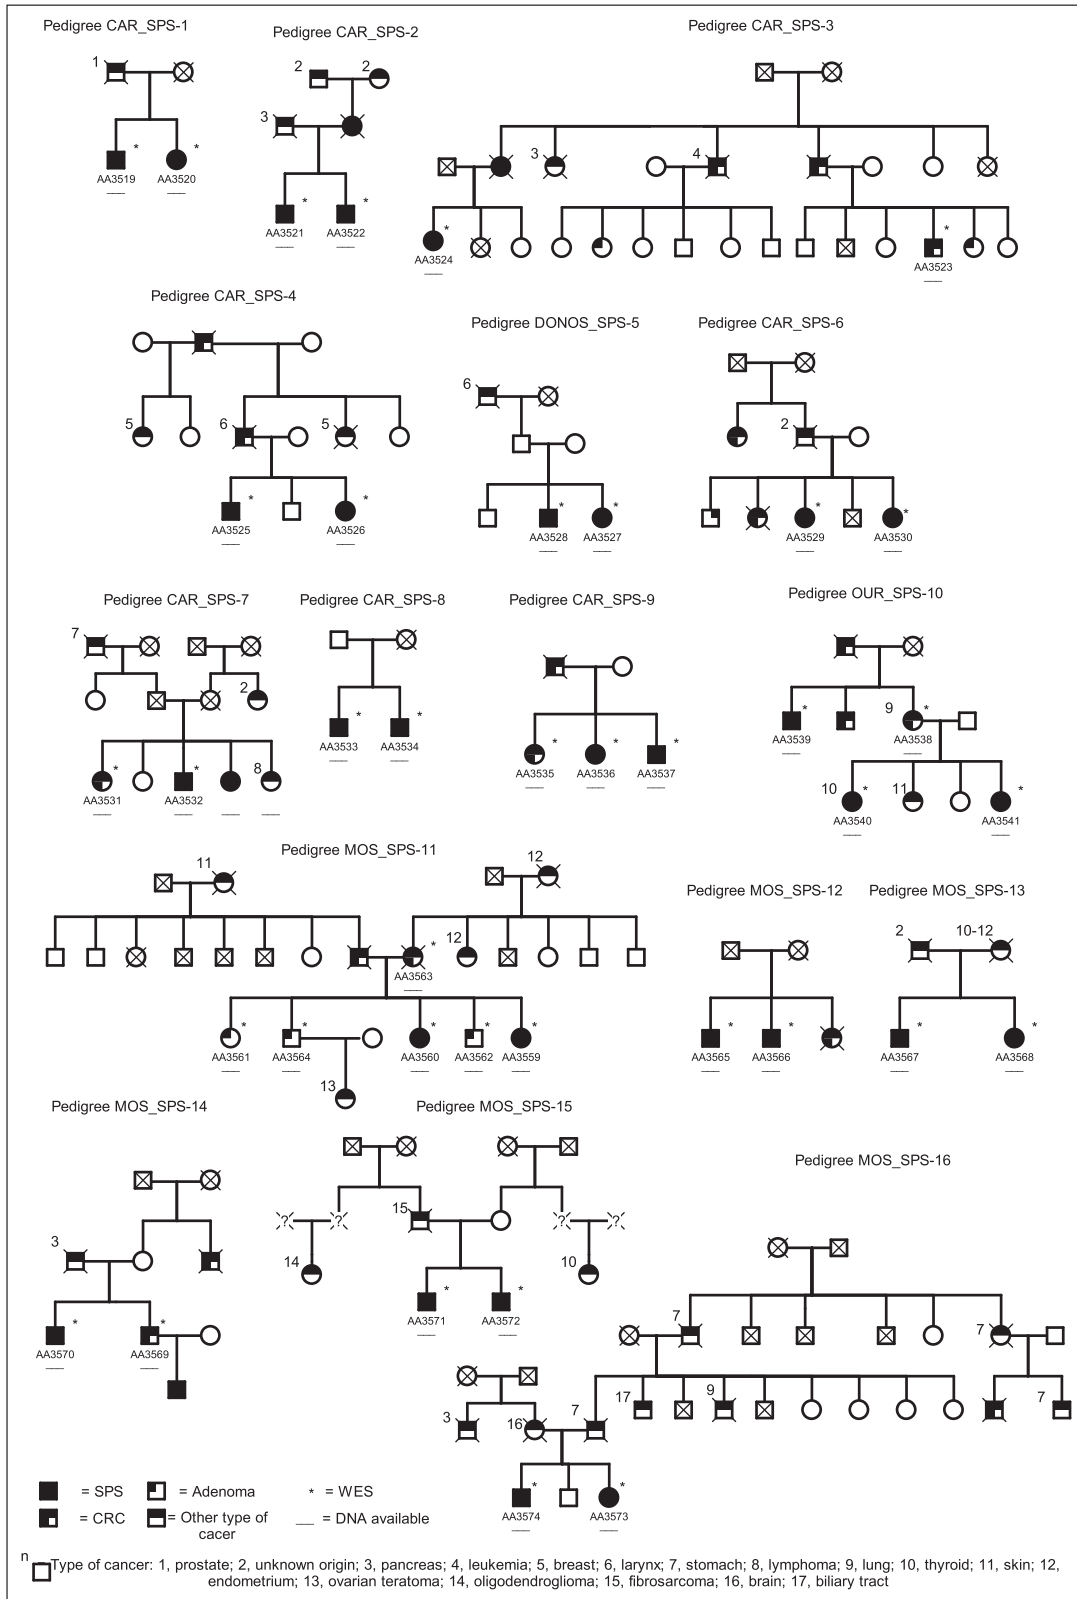 Pedigree CAR_SPS-1
Pedigree CAR_SPS-2
Pedigree CAR_SPS-3
1
*
*
AA3519
AA3520
2
2
3
*
*
AA3521
AA3522
3
4
*
AA3524
*
AA3523
Pedigree CAR_SPS-4
Pedigree DONOS_SPS-5
Pedigree CAR_SPS-6
5
6
5
*
*
AA3525
AA3526
6
*
*
AA3528
AA3527
2
*
*
AA3529
AA3530
Pedigree CAR_SPS-7
Pedigree CAR_SPS-8
Pedigree CAR_SPS-9
Pedigree OUR_SPS-10
7
2
*
*
8
AA3531
AA3532
*
*
AA3533
AA3534
*
*
*
AA3535
AA3536
AA3537
*
9
*
AA3539
AA3538
10
*
11
*
AA3540
AA3541
Pedigree MOS_SPS-11
Pedigree MOS_SPS-12
Pedigree MOS_SPS-13
11
12
*
12
AA3563
*
*
*
*
*
AA3561
AA3564
AA3560
AA3562
AA3559
13
*
*
AA3565
AA3566
2
10-12
*
*
AA3567
AA3568
Pedigree MOS_SPS-14
Pedigree MOS_SPS-15
Pedigree MOS_SPS-16
3
*
*
AA3570
AA3569
?
?
15
?
?
14
10
*
*
AA3571
AA3572
7
7
17
9
7
3
16
7
*
*
AA3574
AA3573
= SPS
= Adenoma
* = WES
= CRC
= Other type of
cacer
__ = DNA available
n
=Type of cancer: 1, prostate; 2, unknown origin; 3, pancreas; 4, leukemia; 5, breast; 6, larynx; 7, stomach; 8, lymphoma; 9, lung; 10, thyroid; 11, skin; 12,
endometrium; 13, ovarian teratoma; 14, oligodendroglioma; 15, fibrosarcoma; 16, brain; 17, biliary tract